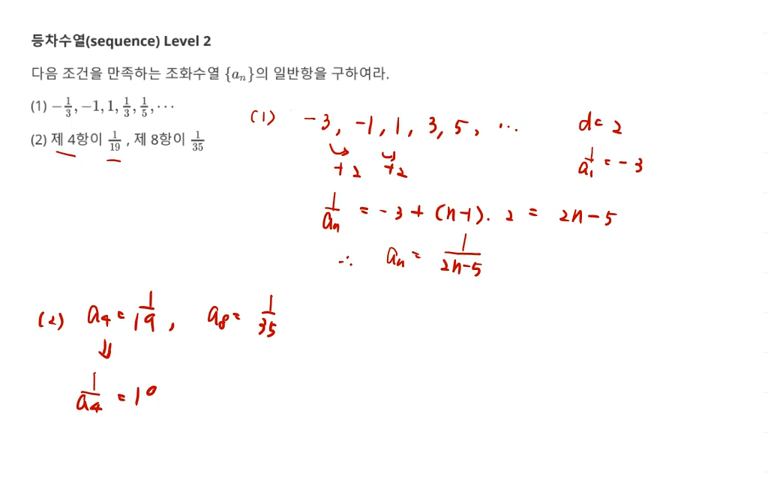 등차수열(sequence) Level 2
다음 조건을 만족하는 조화수열 {aₙ}의 일반항을 구하여라.
(1) −1/3, −1, 1, 1/3, 1/5, ⋯
(2) 제 4항이 1/19, 제 8항이 1/35
(1) −3, −1, 1, 3, 5, ⋯ d = 2
+2 +2 1/a₁ = −3
1/aₙ = −3 + (n−1)·2 = 2n−5
∴ aₙ = 1/(2n−5)
(2) a₄ = 1/19, a₈ = 1/35
⇓
1/a₄ = 1